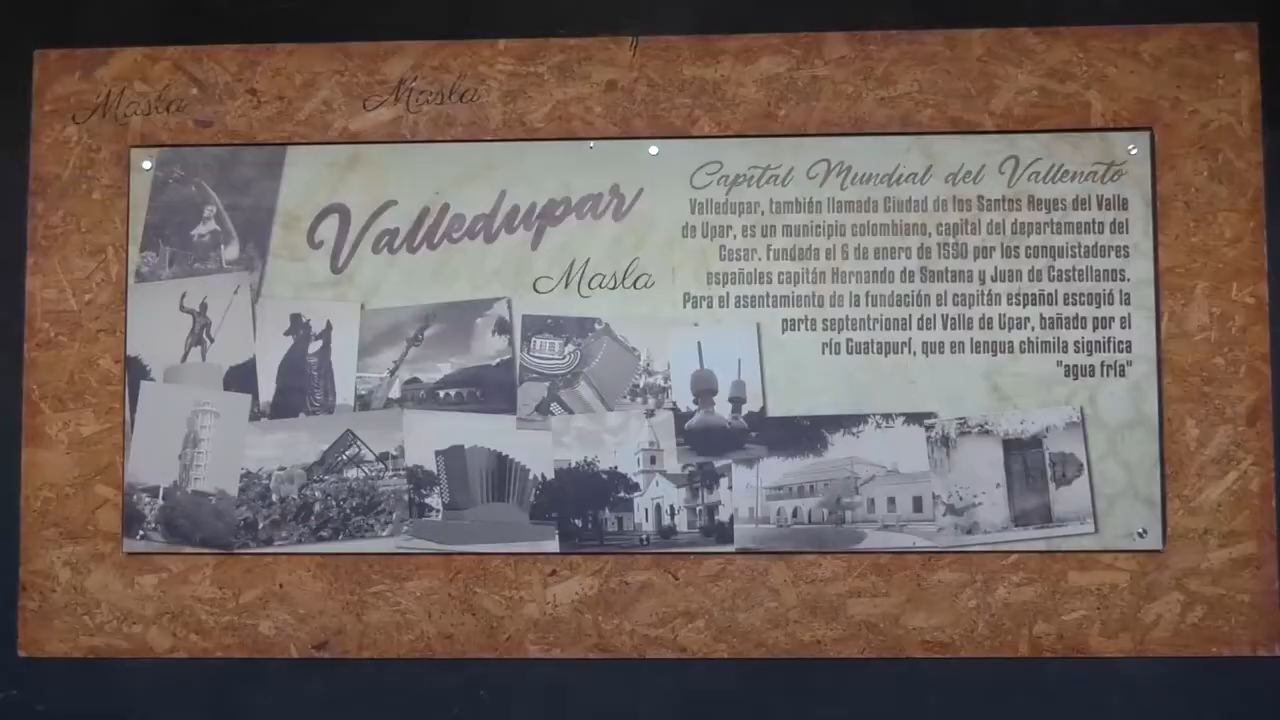 Masla
Masla
Valledupar
Masla
Capital Mundial del Vallenato
Valledupar, también llamada Ciudad de los Santos Reyes del Valle
de Upar, es un municipio colombiano, capital del departamento del
Cesar. Fundada el 6 de enero de 1590 por los conquistadores
españoles capitán Hernando de Santana y Juan de Castellanos.
Para el asentamiento de la fundación el capitán español escogió la
parte septentrional del Valle de Upar, bañado por el
río Guatapurí, que en lengua chimila significa
"agua fría"